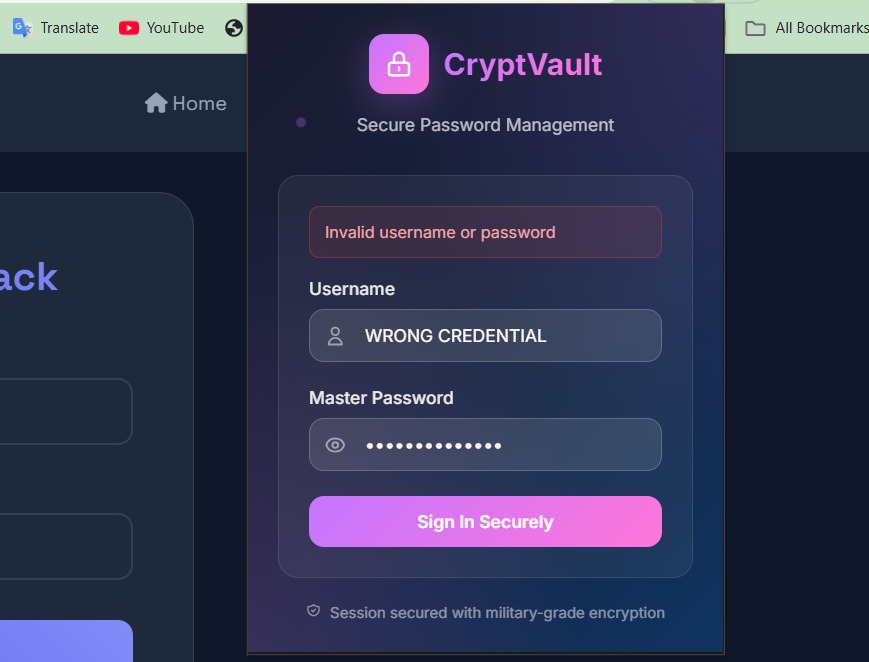 Translate
YouTube
All Bookmarks
Home
ack
CryptVault
Secure Password Management
Invalid username or password
Username
WRONG CREDENTIAL
Master Password
Sign In Securely
Session secured with military-grade encryption